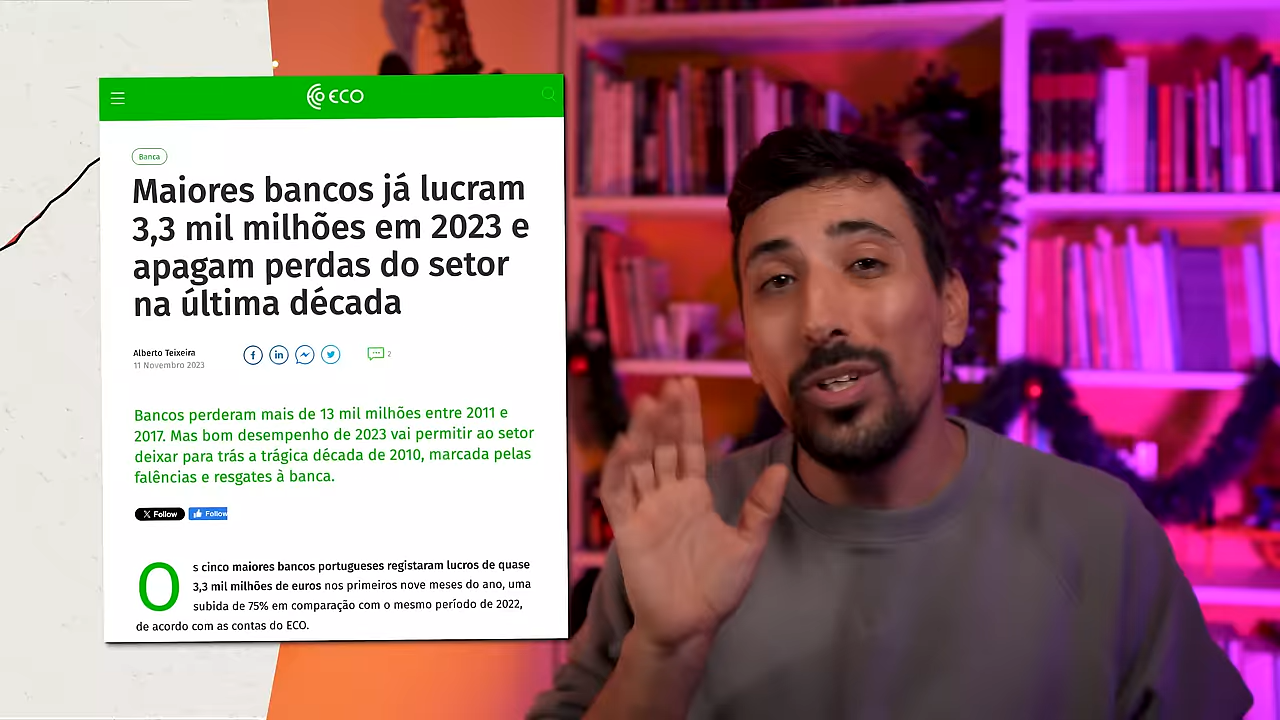 ECO
Banca
Maiores bancos já lucram
3,3 mil milhões em 2023 e
apagam perdas do setor
na última década
Alberto Teixeira
11 Novembro 2023
2
Bancos perderam mais de 13 mil milhões entre 2011 e
2017. Mas bom desempenho de 2023 vai permitir ao setor
deixar para trás a trágica década de 2010, marcada pelas
falências e resgates à banca.
X Follow
Follow
Os cinco maiores bancos portugueses registaram lucros de quase
3,3 mil milhões de euros nos primeiros nove meses do ano, uma
subida de 75% em comparação com o mesmo período de 2022,
de acordo com as contas do ECO.